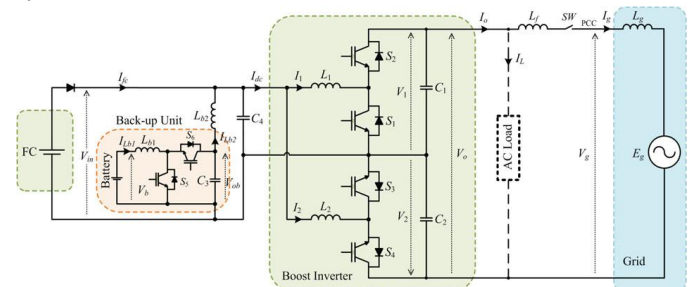 I_o
L_f
SW
PCC
I_g
L_g
S_2
I_fc
I_dc
I_1
L_1
V_1
C_1
I_L
L_b2
C_4
Back-up Unit
S_1
FC
V_in
Battery
I_Lb1
L_b1
S_6
I_Lb2
V_b
S_5
C_3
V_ob
V_o
AC Load
V_g
E_g
S_3
I_2
L_2
V_2
C_2
S_4
Boost Inverter
Grid